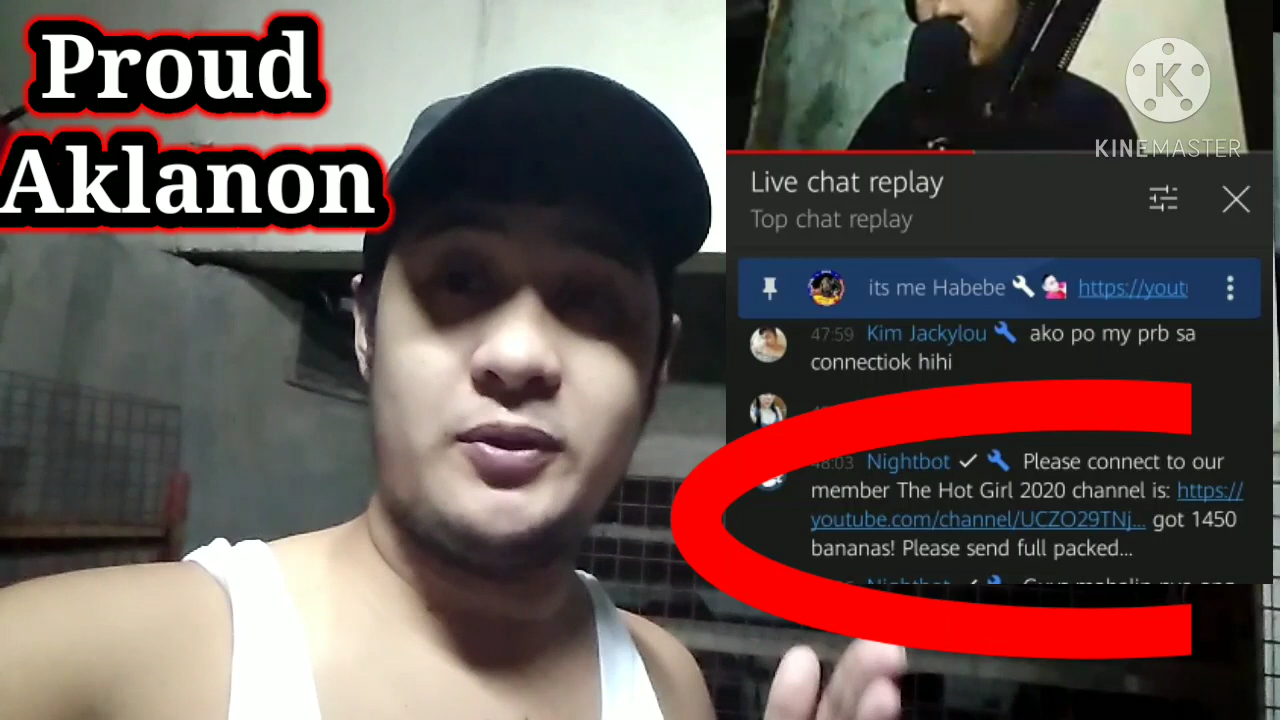 Proud
Aklanon
KINEMASTER
Live chat replay
Top chat replay
its me Habebe https://yout
47:59 Kim Jackylou ako po my prb sa
connectiok hihi
48:03 Nightbot Please connect to our
member The Hot Girl 2020 channel is: https://
youtube.com/channel/UCZO29TNj... got 1450
bananas! Please send full packed...
Nightbot